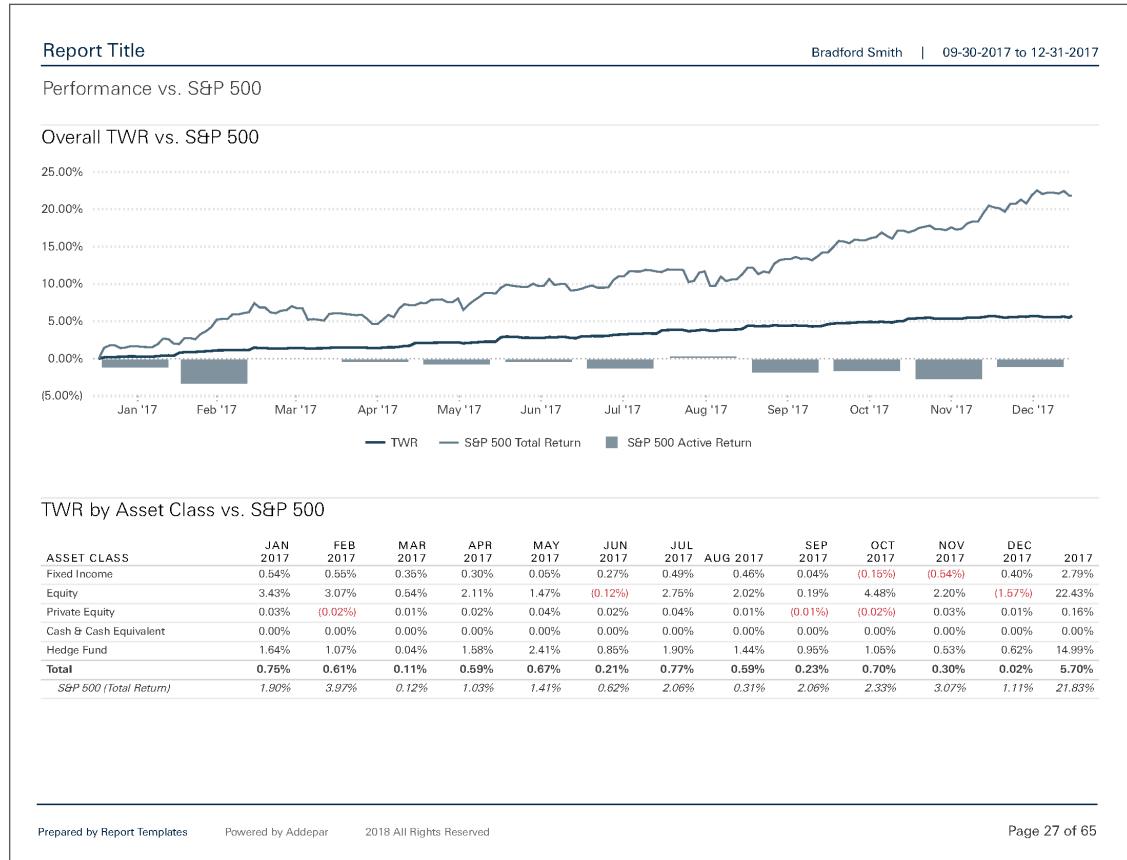 Report Title
Bradford Smith | 09-30-2017 to 12-31-2017
Performance vs. S&P 500
Overall TWR vs. S&P 500
25.00%
20.00%
15.00%
10.00%
5.00%
0.00%
(5.00%)
Jan '17 Feb '17 Mar '17 Apr '17 May '17 Jun '17 Jul '17 Aug '17 Sep '17 Oct '17 Nov '17 Dec '17
TWR S&P 500 Total Return S&P 500 Active Return
TWR by Asset Class vs. S&P 500
JAN FEB MAR APR MAY JUN JUL SEP OCT NOV DEC
ASSET CLASS 2017 2017 2017 2017 2017 2017 2017 AUG 2017 2017 2017 2017 2017 2017
Fixed Income 0.54% 0.55% 0.35% 0.30% 0.05% 0.27% 0.49% 0.46% 0.04% (0.15%) (0.54%) 0.40% 2.79%
Equity 3.43% 3.07% 0.54% 2.11% 1.47% (0.12%) 2.75% 2.02% 0.19% 4.48% 2.20% (1.57%) 22.43%
Private Equity 0.03% (0.02%) 0.01% 0.02% 0.04% 0.02% 0.04% 0.01% (0.01%) (0.02%) 0.03% 0.01% 0.16%
Cash & Cash Equivalent 0.00% 0.00% 0.00% 0.00% 0.00% 0.00% 0.00% 0.00% 0.00% 0.00% 0.00% 0.00% 0.00%
Hedge Fund 1.64% 1.07% 0.04% 1.58% 2.41% 0.85% 1.90% 1.44% 0.95% 1.05% 0.53% 0.62% 14.99%
Total 0.75% 0.61% 0.11% 0.59% 0.67% 0.21% 0.77% 0.59% 0.23% 0.70% 0.30% 0.02% 5.70%
S&P 500 (Total Return) 1.90% 3.97% 0.12% 1.03% 1.41% 0.62% 2.06% 0.31% 2.06% 2.33% 3.07% 1.11% 21.83%
Prepared by Report Templates Powered by Addepar 2018 All Rights Reserved Page 27 of 65